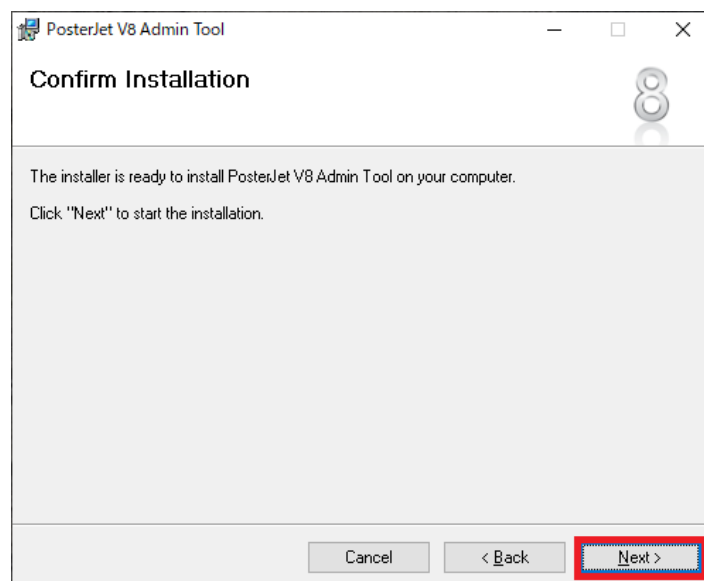 PosterJet V8 Admin Tool
Confirm Installation
8
The installer is ready to install PosterJet V8 Admin Tool on your computer.
Click "Next" to start the installation.
Cancel
< Back
Next >